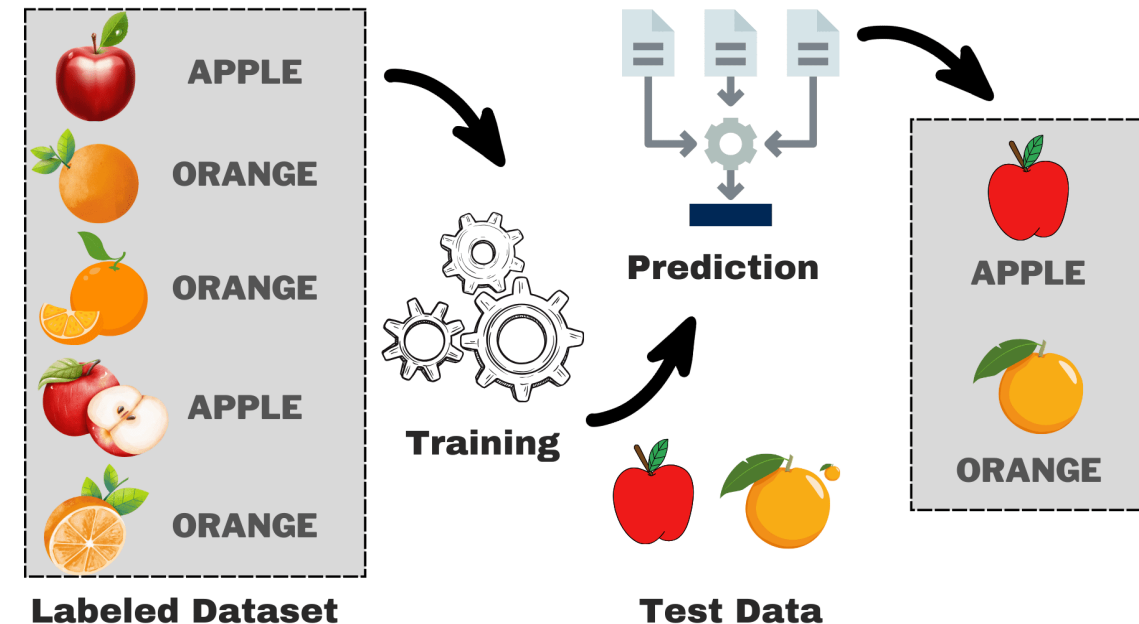 APPLE
ORANGE
ORANGE
APPLE
ORANGE
Labeled Dataset
Training
Prediction
Test Data
APPLE
ORANGE